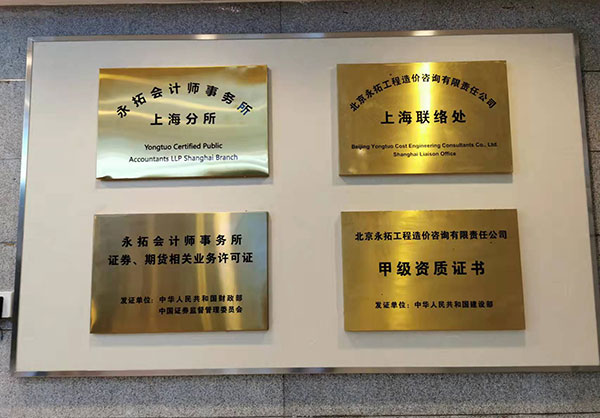 永拓会计师事务所
上海分所
Yongtuo Certified Public
Accountants LLP Shanghai Branch
北京永拓工程造价咨询有限责任公司
上海联络处
Beijing Yongtuo Cost Engineering Consultants Co., Ltd.
Shanghai Liaison Office
永拓会计师事务所
证券、期货相关业务许可证
发证单位：中华人民共和国财政部
中国证券监督管理委员会
北京永拓工程造价咨询有限责任公司
甲级资质证书
发证单位：中华人民共和国建设部